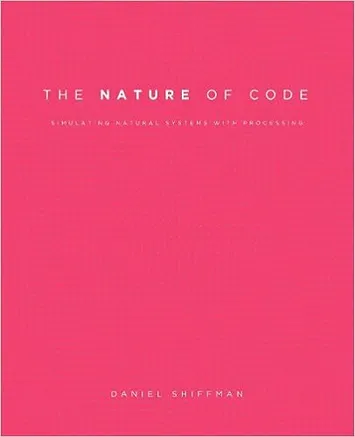 THE NATURE OF CODE
SIMULATING NATURAL SYSTEMS WITH PROCESSING
DANIEL SHIFFMAN